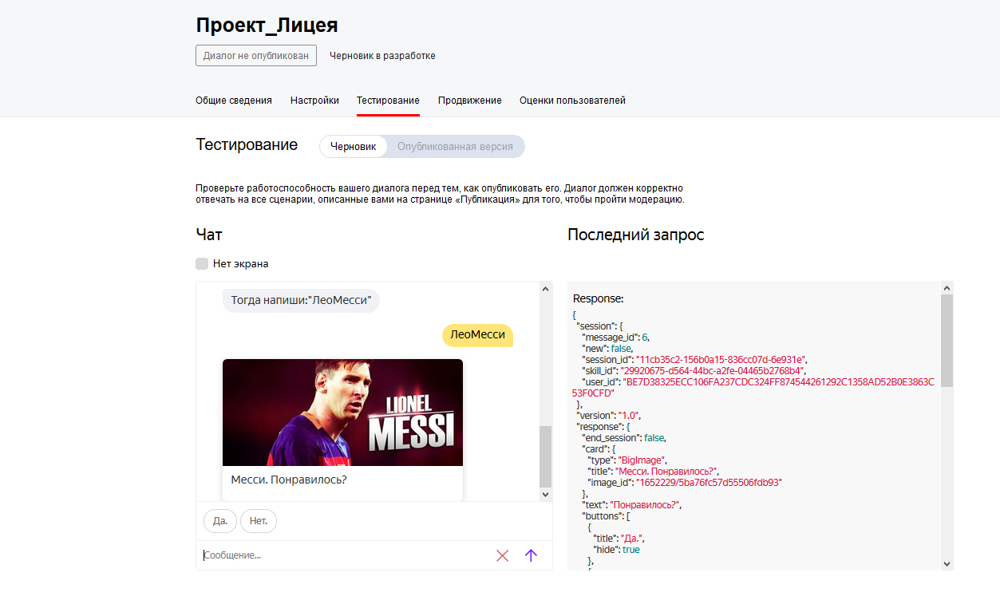 Проект_Лицея
Диалог не опубликован
Черновик в разработке
Общие сведения
Настройки
Тестирование
Продвижение
Оценки пользователей
Тестирование
Черновик
Опубликованная версия
Проверьте работоспособность вашего диалога перед тем, как опубликовать его. Диалог должен корректно
отвечать на все сценарии, описанные вами на странице «Публикация» для того, чтобы пройти модерацию.
Чат
Нет экрана
Тогда напиши:"ЛеоМесси"
ЛеоМесси
LIONEL
MESSI
Месси. Понравилось?
Да.
Нет.
Сообщение...
Последний запрос
Response:
{
"session": {
"message_id": 6,
"new": false,
"session_id": "11cb35c2-156b0a15-836cc07d-6e931e",
"skill_id": "29920675-d564-44bc-a2fe-04465b2768b4",
"user_id": "BE7D38325ECC106FA237CDC324FF874544261292C1358AD52B0E3863C
53F0CFD"
},
"version": "1.0",
"response": {
"end_session": false,
"card": {
"type": "BigImage",
"title": "Месси. Понравилось?",
"image_id": "1652229/5ba76fc57d55506fdb93"
},
"text": "Понравилось?",
"buttons": [
{
"title": "Да.",
"hide": true
},
{